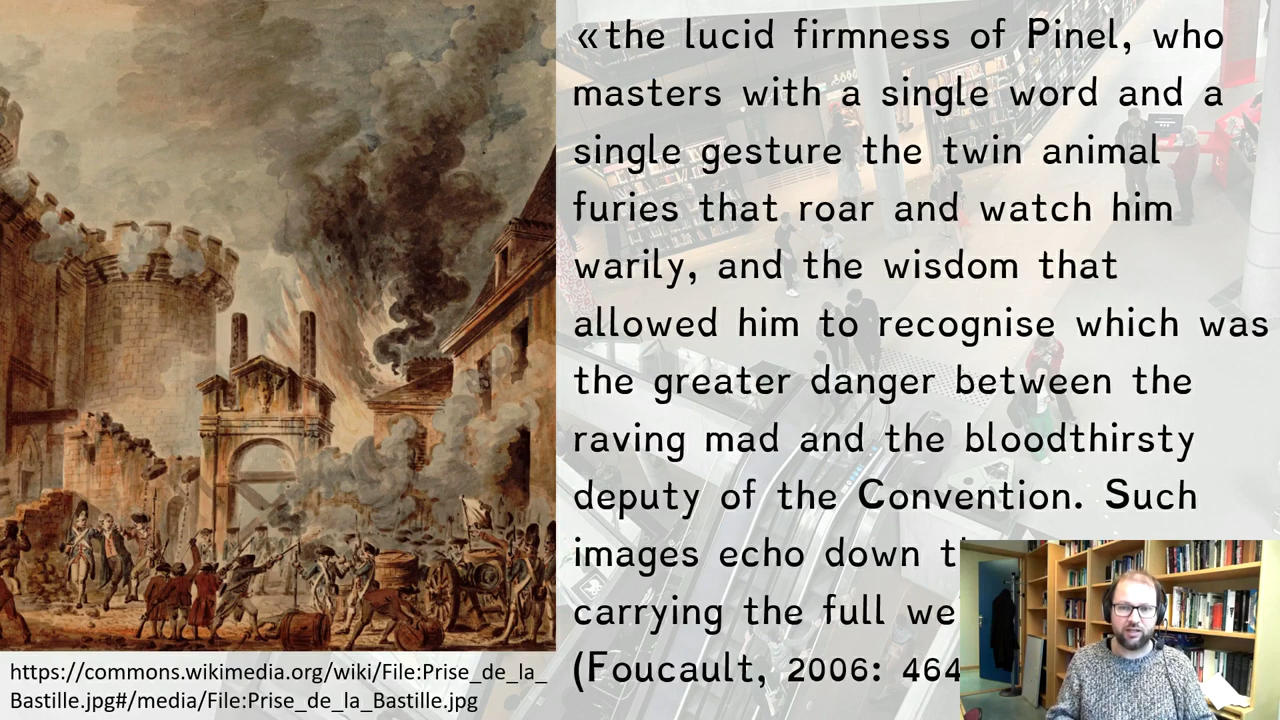 «the lucid firmness of Pinel, who
masters with a single word and a
single gesture the twin animal
furies that roar and watch him
warily, and the wisdom that
allowed him to recognise which was
the greater danger between the
raving mad and the bloodthirsty
deputy of the Convention. Such
images echo down
carrying the full
(Foucault, 2006: 464
https://commons.wikimedia.org/wiki/File:Prise_de_la_
Bastille.jpg#/media/File:Prise_de_la_Bastille.jpg